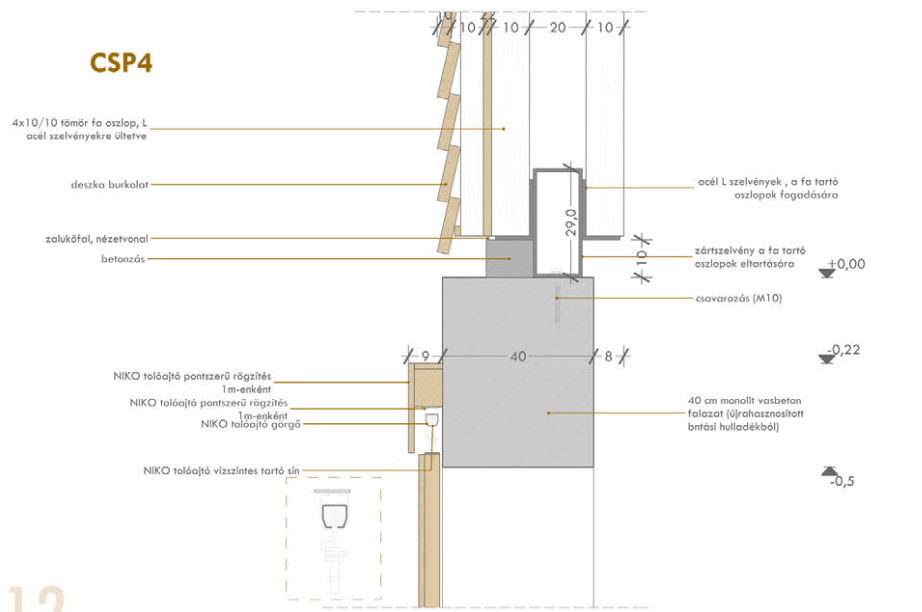 10 10 20 10
CSP4
4x10/10 tömör fa oszlop, L
acél szelvényekre ültetve
deszka burkolat
acél L szelvények , a fa tartó
oszlopok fogadására
29,0
zalukőfal, nézetvonal
betonzás
10
zártszelvény a fa tartó
oszlopok eltartására
+0,00
csavarozás (M10)
9 40 8
-0,22
NIKO tolóajtó pontszerű rögzítés
1m-enként
NIKO tolóajtó pontszerű rögzítés
1m-enként
NIKO tolóajtó görgő
40 cm monolit vasbeton
falazat (újrahasznosított
bntási hulladékból)
NIKO tolóajtó vízszintes tartó sín
-0,5
12